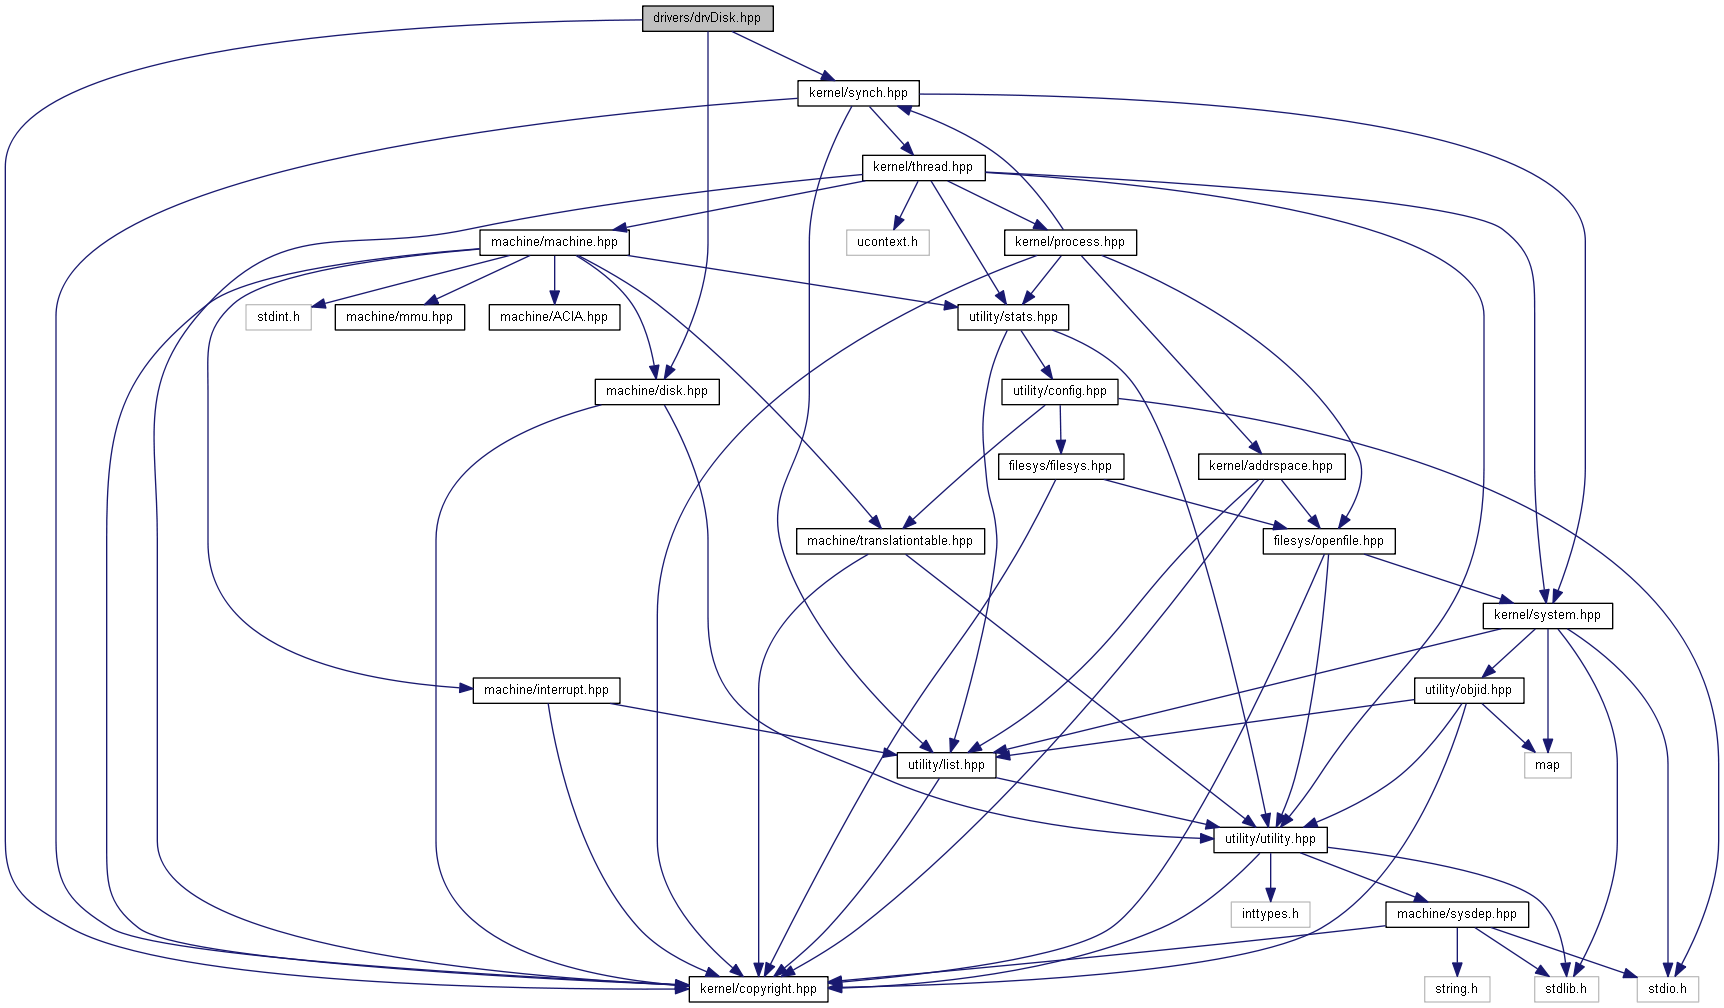 drivers/drvDisk.hpp
kernel/synch.hpp
kernel/thread.hpp
machine/machine.hpp
ucontext.h
kernel/process.hpp
stdint.h
machine/mmu.hpp
machine/ACIA.hpp
utility/stats.hpp
machine/disk.hpp
utility/config.hpp
filesys/filesys.hpp
kernel/addrspace.hpp
machine/translationtable.hpp
filesys/openfile.hpp
kernel/system.hpp
machine/interrupt.hpp
utility/objid.hpp
utility/list.hpp
map
utility/utility.hpp
inttypes.h
machine/sysdep.hpp
kernel/copyright.hpp
string.h
stdlib.h
stdio.h